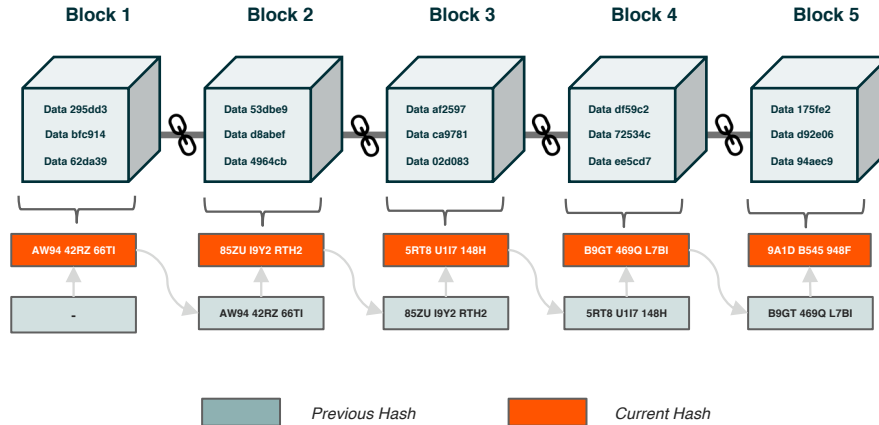 Block 1
Block 2
Block 3
Block 4
Block 5
Data 295dd3
Data bfc914
Data 62da39
Data 53dbe9
Data d8abef
Data 4964cb
Data af2597
Data ca9781
Data 02d083
Data df59c2
Data 72534c
Data ee5cd7
Data 175fe2
Data d92e06
Data 94aec9
AW94 42RZ 66TI
85ZU I9Y2 RTH2
5RT8 U1I7 148H
B9GT 469Q L7BI
9A1D B545 948F
-
AW94 42RZ 66TI
85ZU I9Y2 RTH2
5RT8 U1I7 148H
B9GT 469Q L7BI
Previous Hash
Current Hash